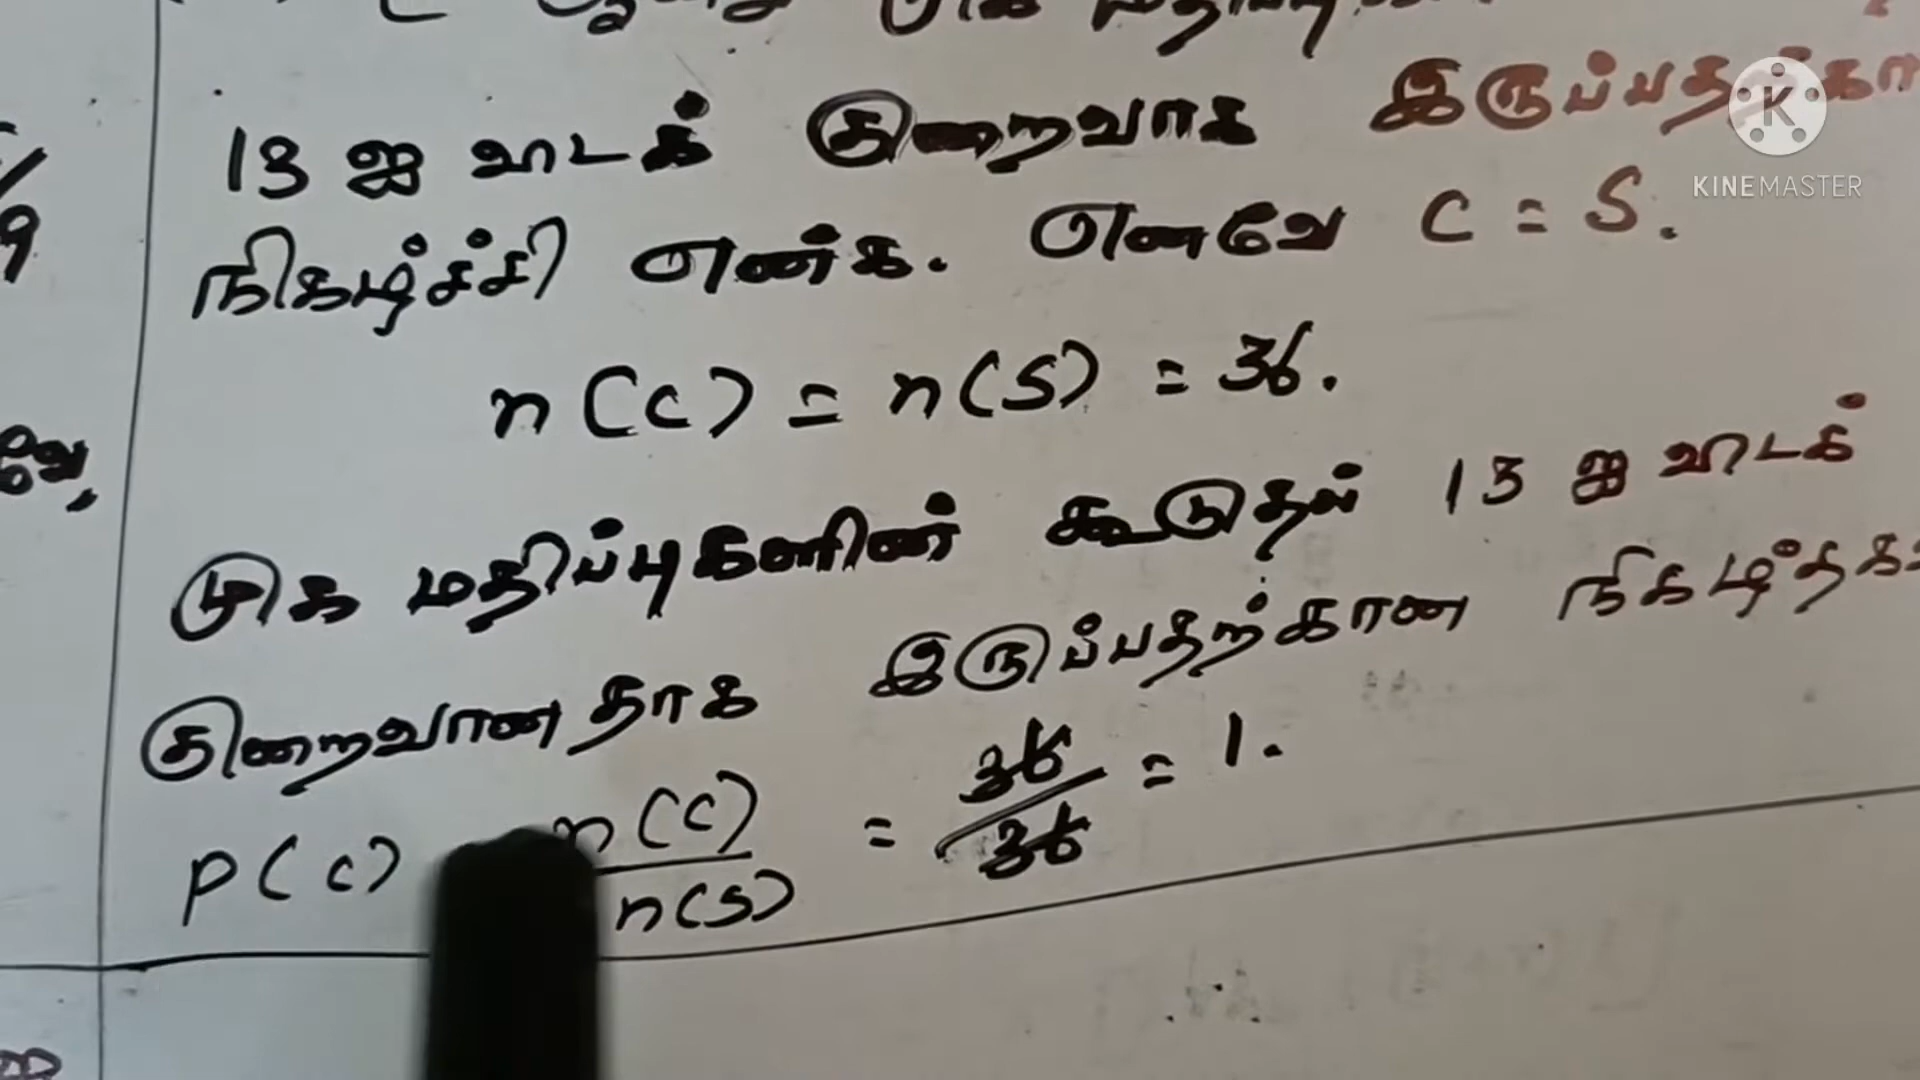 13 ஐ விடக் குறைவாக இருப்பதற்கா
நிகழ்ச்சி என்க. எனவே C = S.
n(C) = n(S) = 36.
முக மதிப்புகளின் கூடுதல் 13 ஐ விடக்
குறைவானதாக இருப்பதற்கான நிகழ்தக
P(C) n(C)/n(S) = 36/36 = 1.
வே,
9
K
KINEMASTER